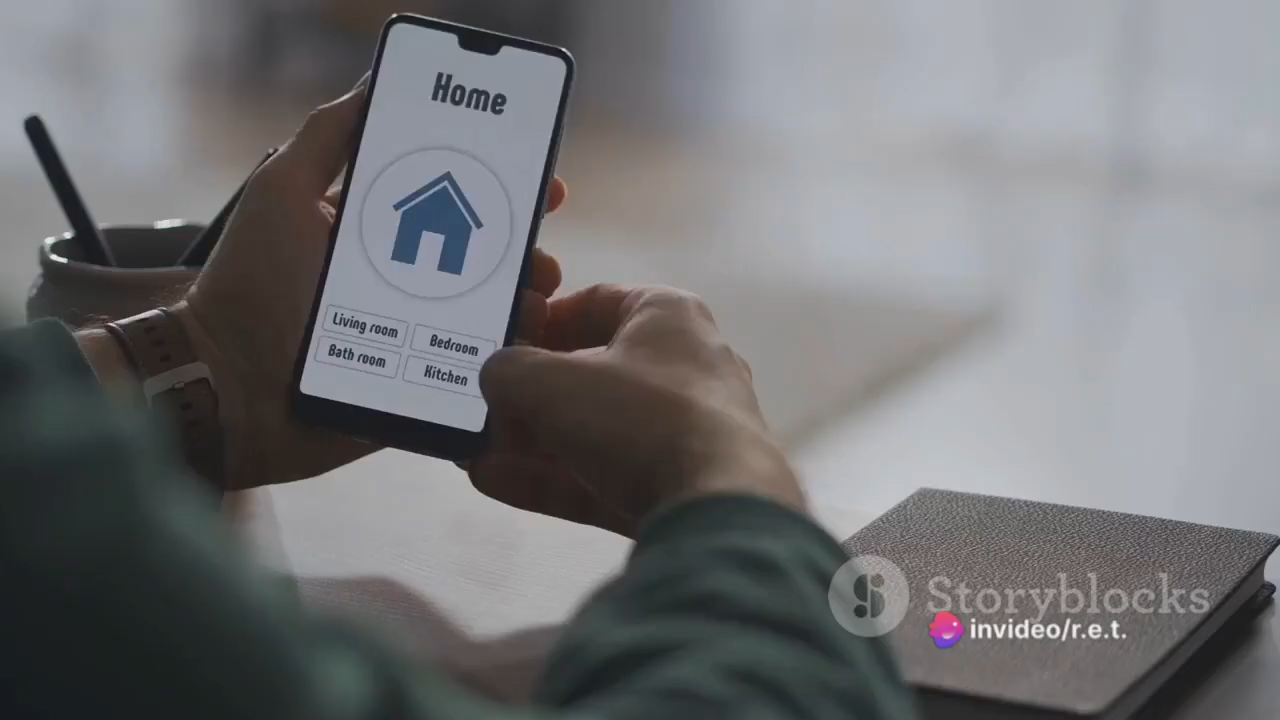 Home
Living room
Bedroom
Bath room
Kitchen
Storyblocks
invideo/r.e.t.